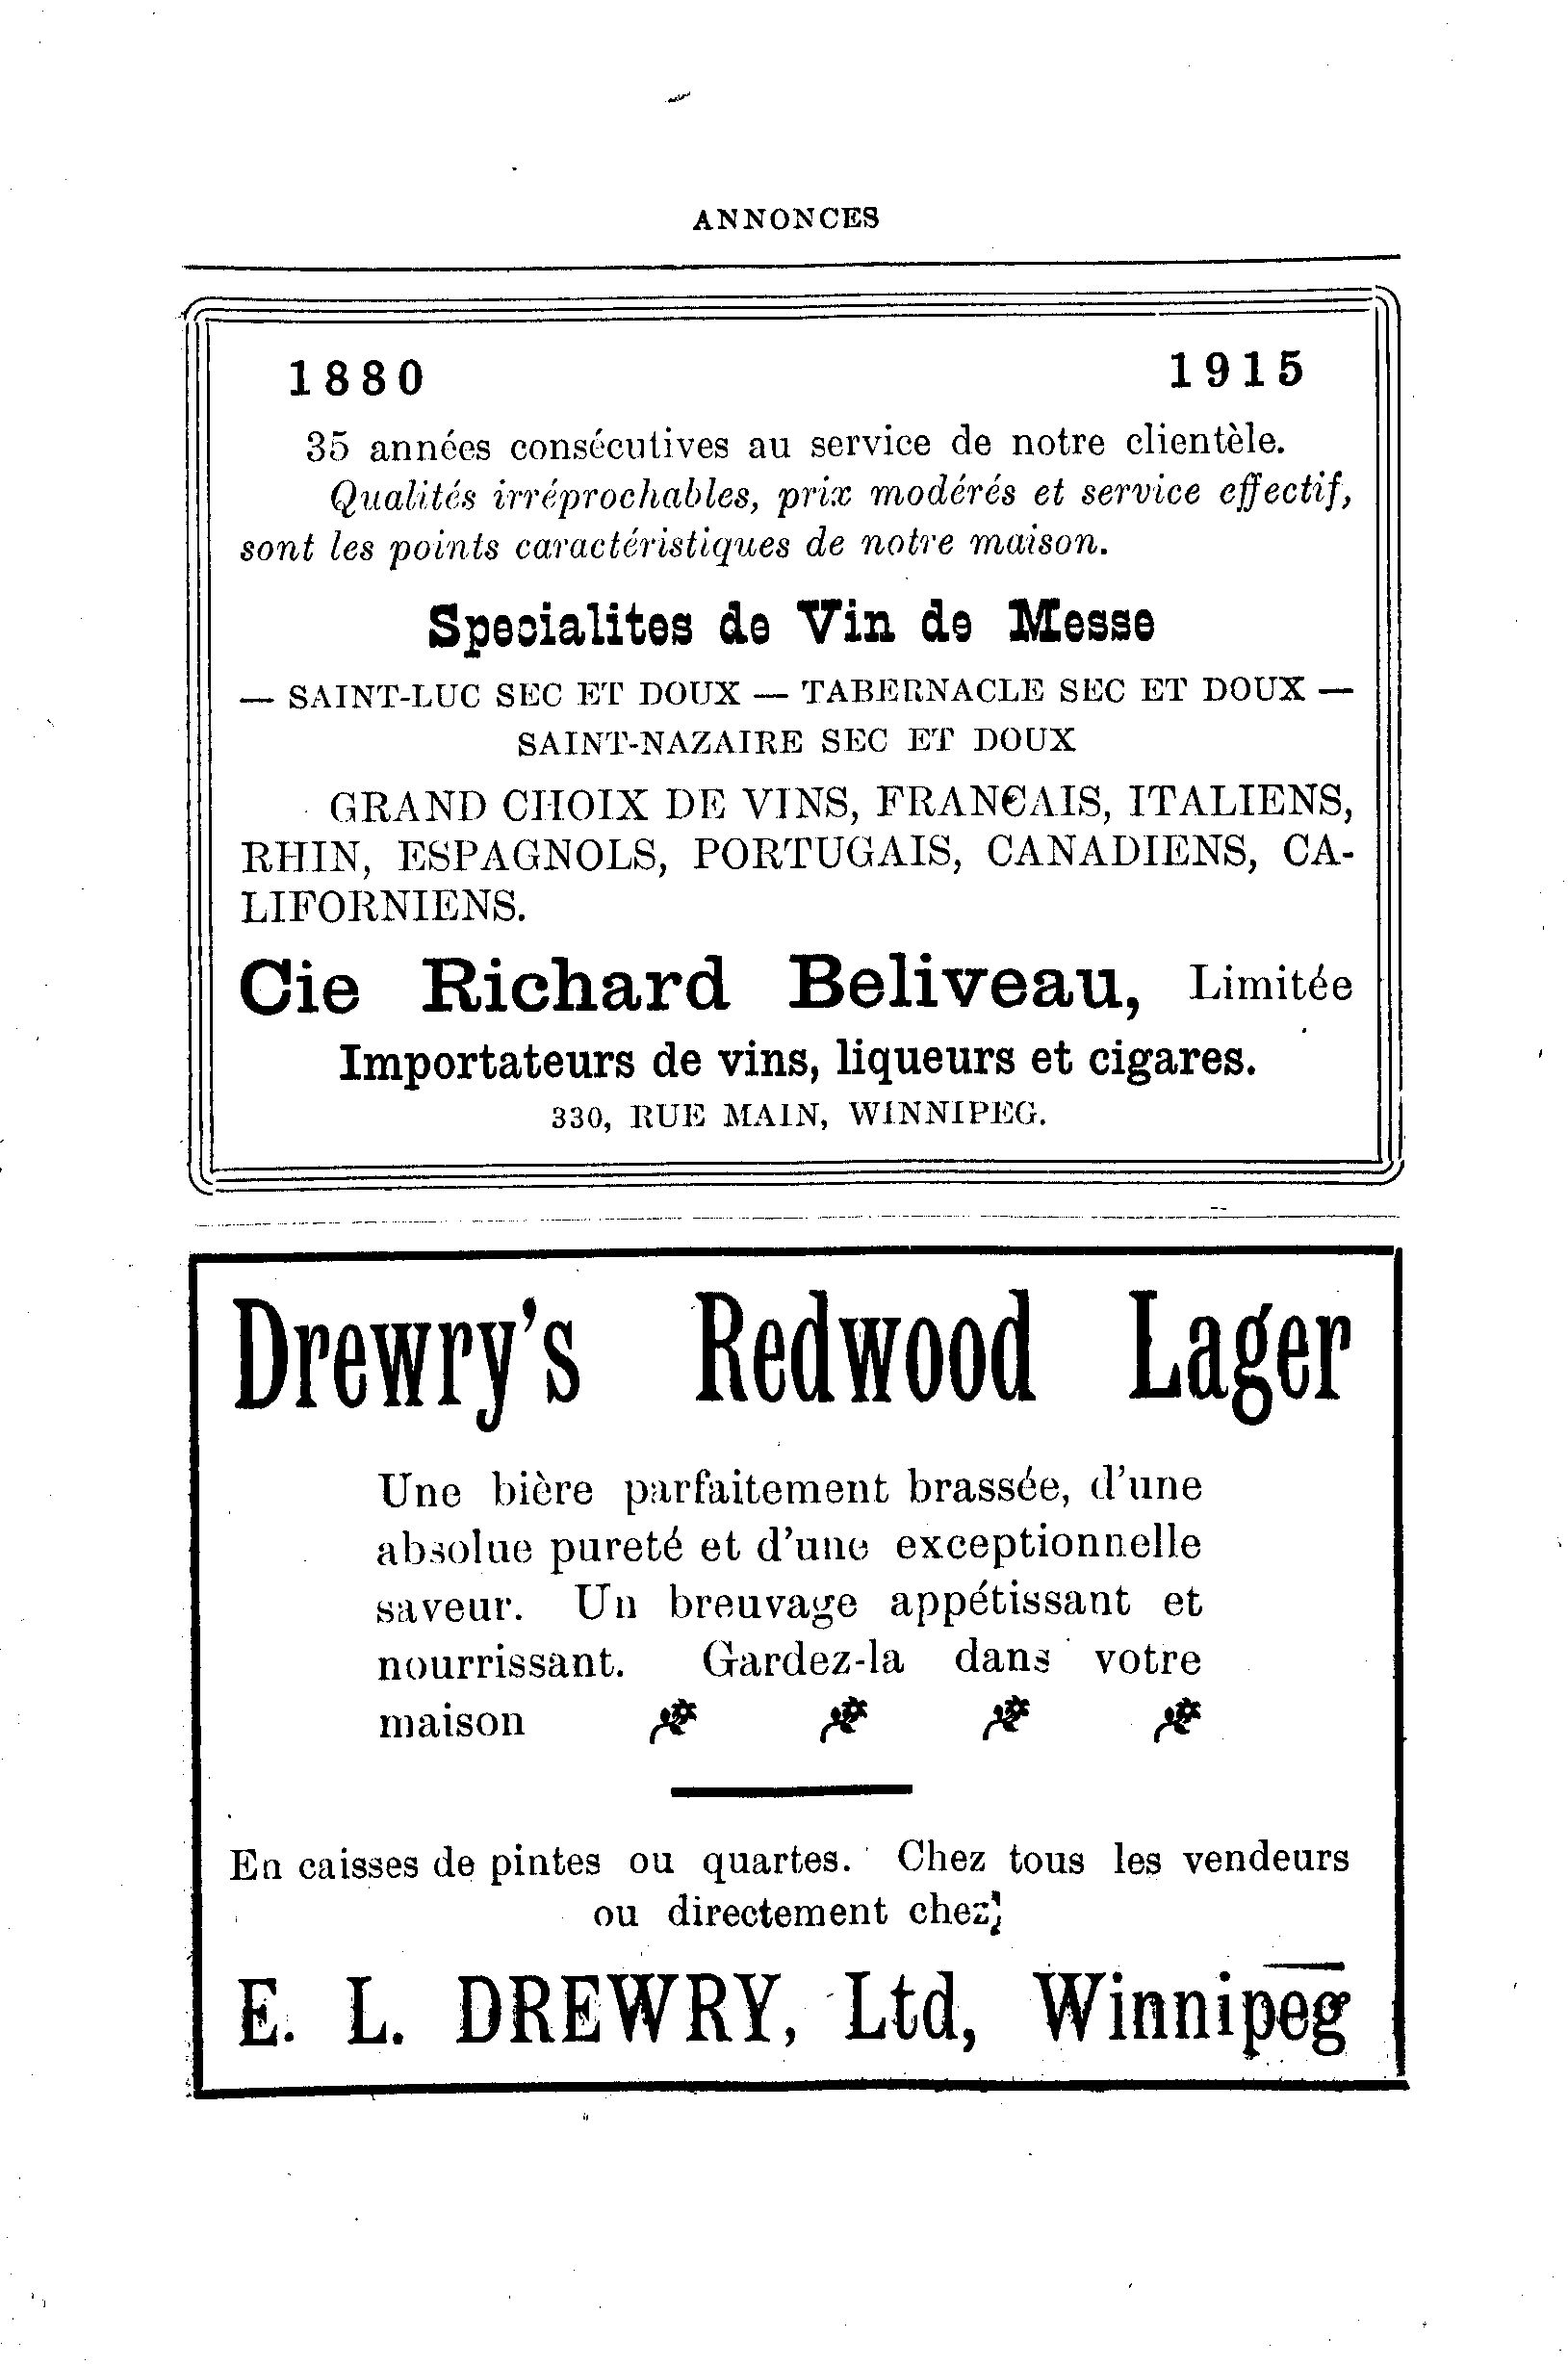 ANNONCES
1880 1915
35 années consécutives au service de notre clientèle.
Qualités irréprochables, prix modérés et service effectif,
sont les points caractéristiques de notre maison.
Specialites de Vin de Messe
— SAINT-LUC SEC ET DOUX — TABERNACLE SEC ET DOUX —
SAINT-NAZAIRE SEC ET DOUX
GRAND CHOIX DE VINS, FRANCAIS, ITALIENS,
RHIN, ESPAGNOLS, PORTUGAIS, CANADIENS, CA-
LIFORNIENS.
Cie Richard Beliveau, Limitée
Importateurs de vins, liqueurs et cigares.
330, RUE MAIN, WINNIPEG.
Drewry's Redwood Lager
Une bière parfaitement brassée, d'une
absolue pureté et d'une exceptionnelle
saveur. Un breuvage appétissant et
nourrissant. Gardez-la dans votre
maison
En caisses de pintes ou quartes. Chez tous les vendeurs
ou directement chez;
E. L. DREWRY, Ltd, Winnipeg